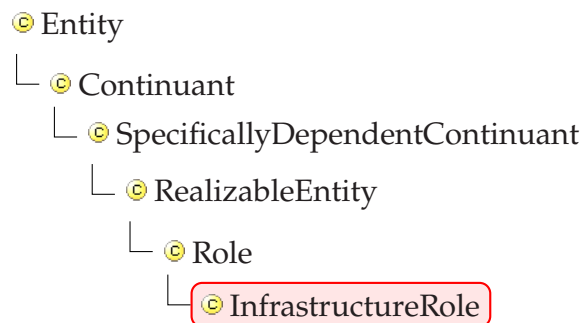 Entity
Continuant
SpecificallyDependentContinuant
RealizableEntity
Role
InfrastructureRole